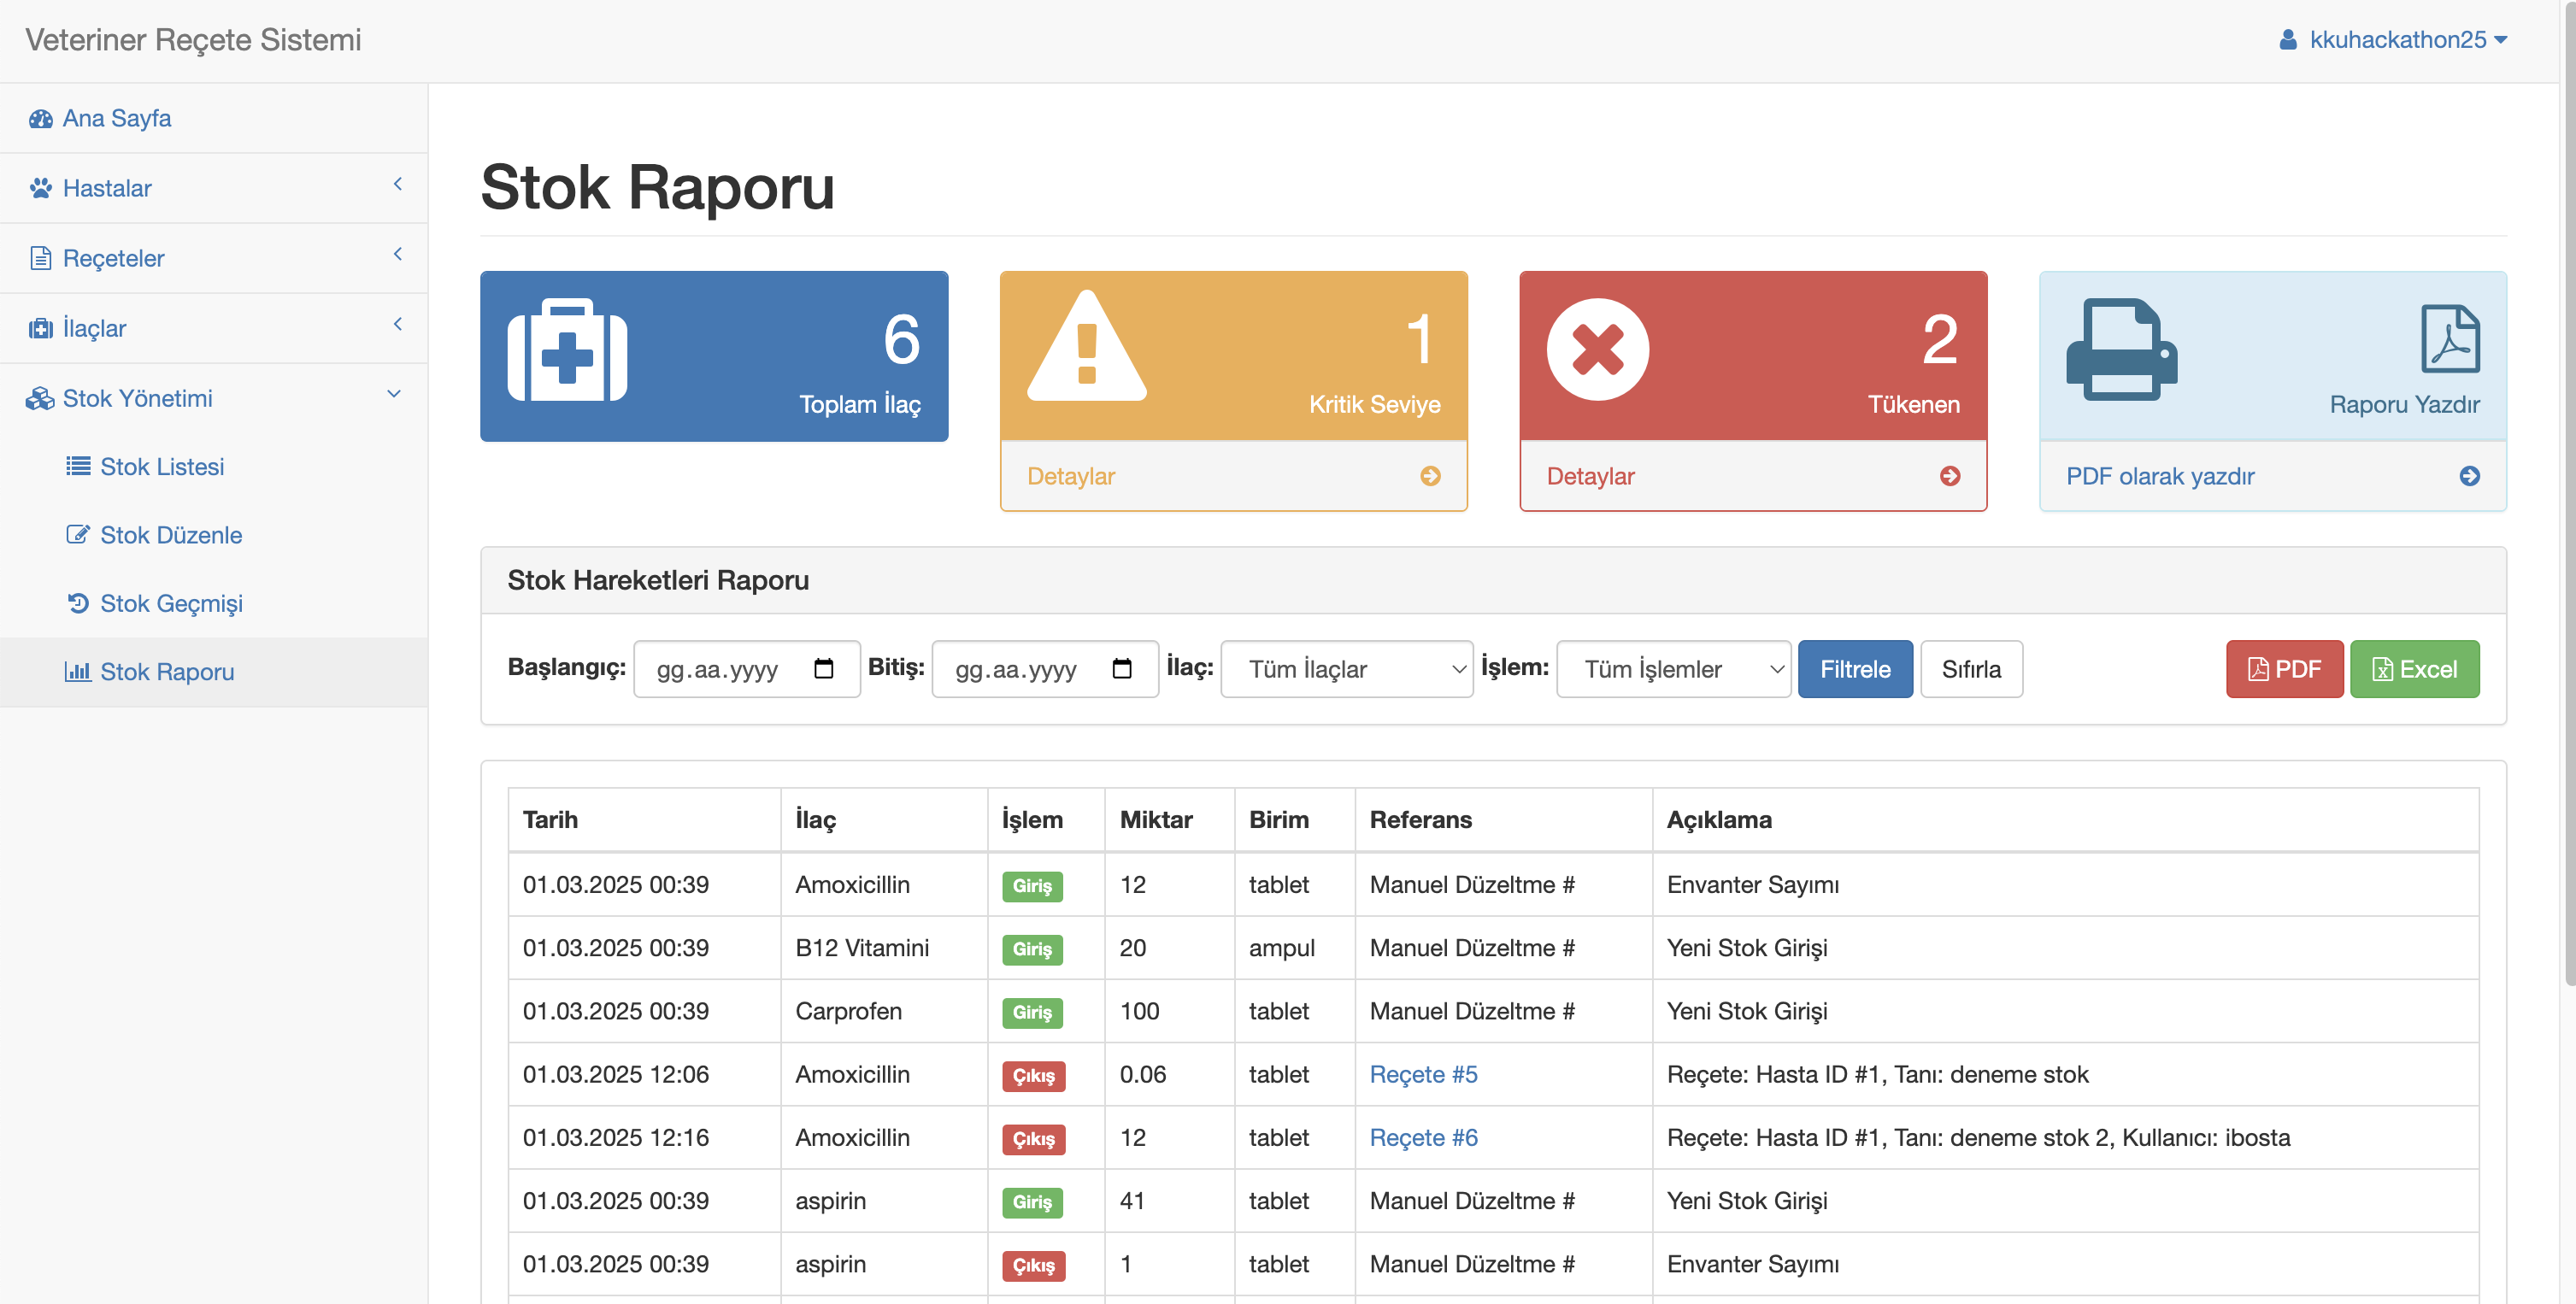 Veteriner Reçete Sistemi
kkuhackathon25
Ana Sayfa
Hastalar
Reçeteler
İlaçlar
Stok Yönetimi
Stok Listesi
Stok Düzenle
Stok Geçmişi
Stok Raporu
Stok Raporu
6
Toplam İlaç
1
Kritik Seviye
Detaylar
2
Tükenen
Detaylar
Raporu Yazdır
PDF olarak yazdır
Stok Hareketleri Raporu
Başlangıç: gg.aa.yyyy Bitiş: gg.aa.yyyy İlaç: Tüm İlaçlar İşlem: Tüm İşlemler Filtrele Sıfırla PDF Excel
Tarih İlaç İşlem Miktar Birim Referans Açıklama
01.03.2025 00:39 Amoxicillin Giriş 12 tablet Manuel Düzeltme # Envanter Sayımı
01.03.2025 00:39 B12 Vitamini Giriş 20 ampul Manuel Düzeltme # Yeni Stok Girişi
01.03.2025 00:39 Carprofen Giriş 100 tablet Manuel Düzeltme # Yeni Stok Girişi
01.03.2025 12:06 Amoxicillin Çıkış 0.06 tablet Reçete #5 Reçete: Hasta ID #1, Tanı: deneme stok
01.03.2025 12:16 Amoxicillin Çıkış 12 tablet Reçete #6 Reçete: Hasta ID #1, Tanı: deneme stok 2, Kullanıcı: ibosta
01.03.2025 00:39 aspirin Giriş 41 tablet Manuel Düzeltme # Yeni Stok Girişi
01.03.2025 00:39 aspirin Çıkış 1 tablet Manuel Düzeltme # Envanter Sayımı